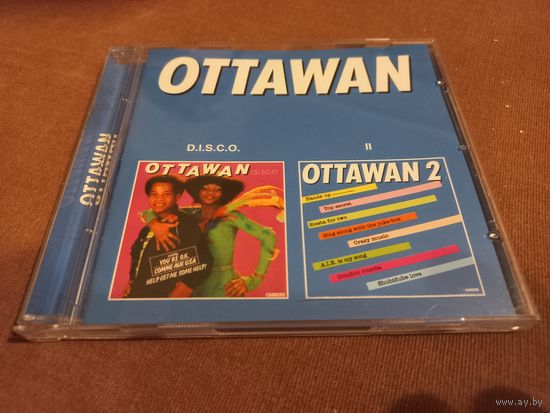 OTTAWAN
OTTAWAN
D.I.S.C.O.
II
OTTAWAN
disco
YOU'RE O.K.
COMME AUX U.S.A
HELP, GET ME SOME HELP!
CARRERE
OTTAWAN 2
Hands up
Top secret
Siesta for two
Sing along with the juke-box
Crazy music
A.I.E. is my song
Doudou rumba
Shubidube love
www.ay.by